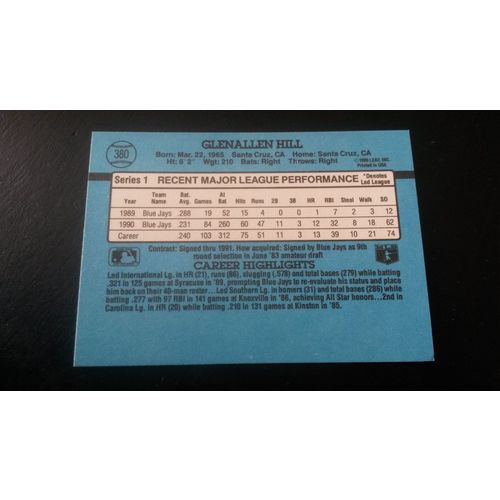 380
GLENALLEN HILL
Born: Mar. 22, 1965 Santa Cruz, CA Home: Santa Cruz, CA
Ht: 6'2" Wgt: 210 Bats: Right Throws: Right
© 1990 LEAF, INC.
Printed in USA
Series 1 RECENT MAJOR LEAGUE PERFORMANCE *Denotes Led League
Year Team Name Bat. Avg. Games At Bat Hits Runs 2B 3B HR RBI Steal Walk SO
1989 Blue Jays .288 19 52 15 4 0 0 1 7 2 3 12
1990 Blue Jays .231 84 260 60 47 11 3 12 32 8 18 62
Career .240 103 312 75 51 11 3 13 39 10 21 74
Contract: Signed thru 1991. How acquired: Signed by Blue Jays as 9th
round selection in June '83 amateur draft
CAREER HIGHLIGHTS
Led International Lg. in HR (21), runs (86), slugging (.578) and total bases (279) while batting
.321 in 125 games at Syracuse in '89, prompting Blue Jays to re-evaluate his status and place
him back on their 40-man roster... Led Southern Lg. in homers (31) and total bases (286) while
batting .277 with 97 RBI in 141 games at Knoxville in '86, achieving All Star honors...2nd in
Carolina Lg. in HR (20) while batting .210 in 131 games at Kinston in '85.